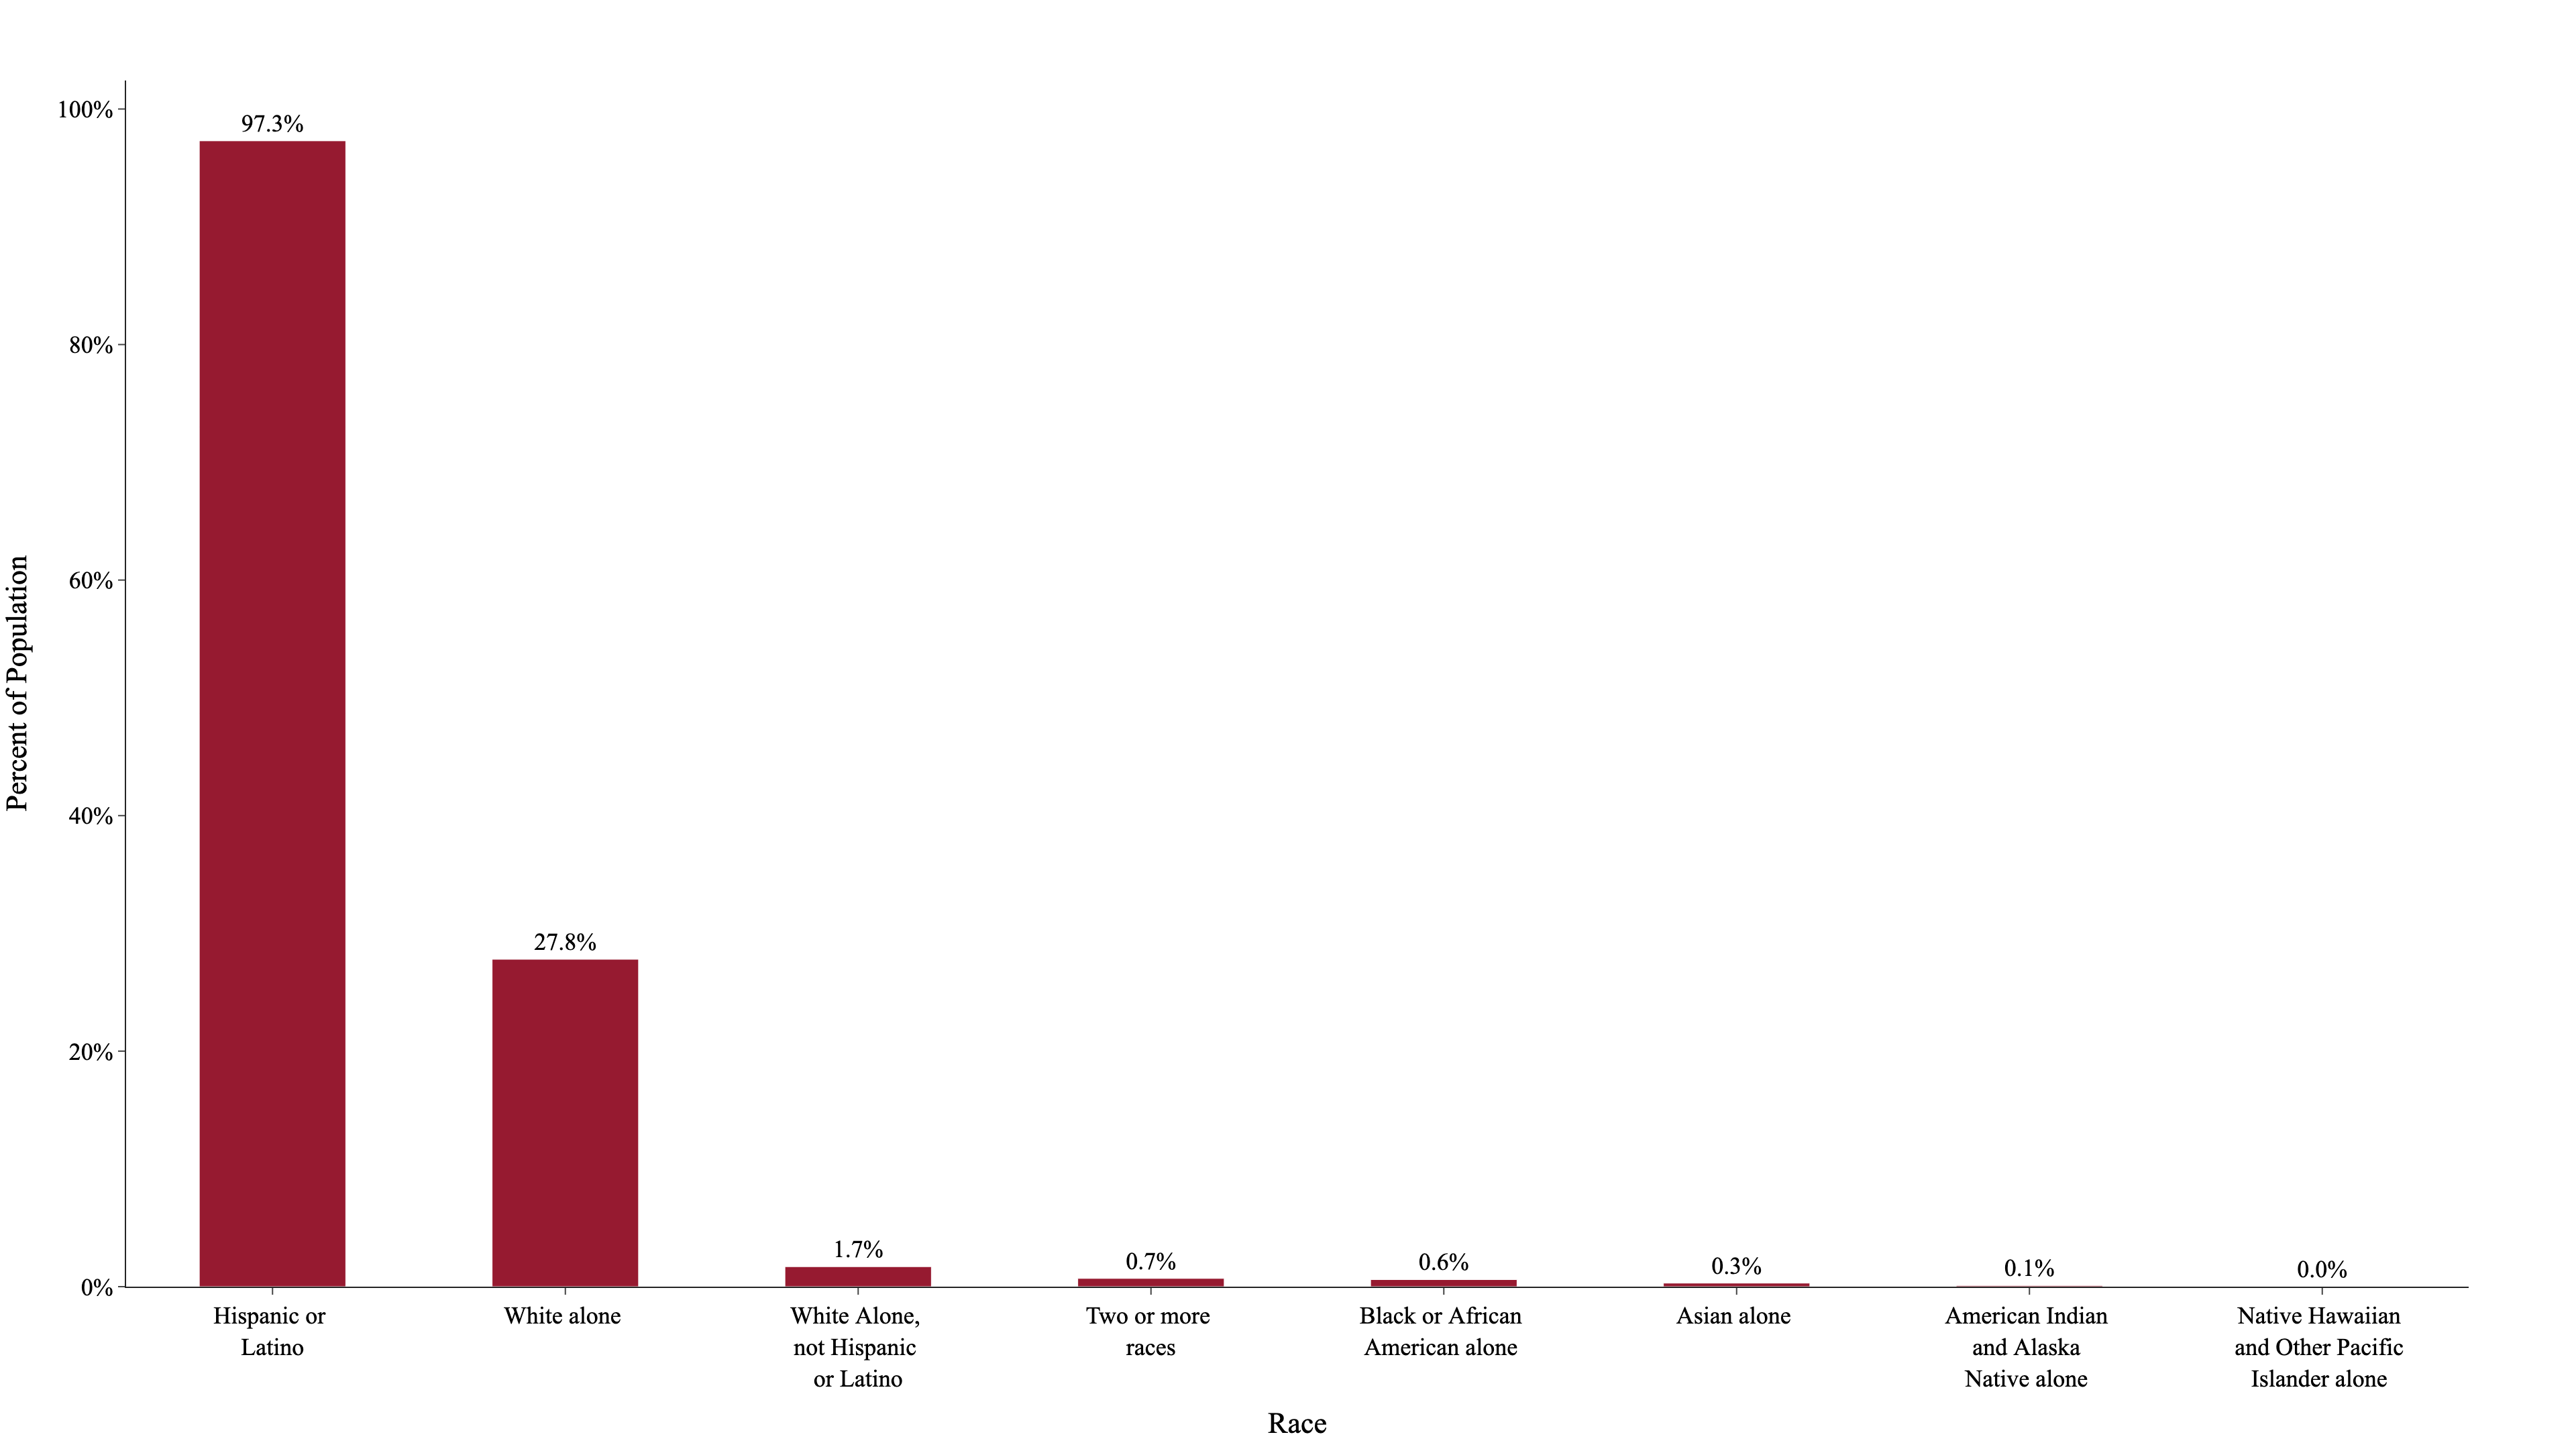 100%
80%
60%
40%
20%
0%
Percent of Population
97.3%
27.8%
1.7%
0.7%
0.6%
0.3%
0.1%
0.0%
Hispanic or
Latino
White alone
White Alone,
not Hispanic
or Latino
Two or more
races
Black or African
American alone
Asian alone
American Indian
and Alaska
Native alone
Native Hawaiian
and Other Pacific
Islander alone
Race